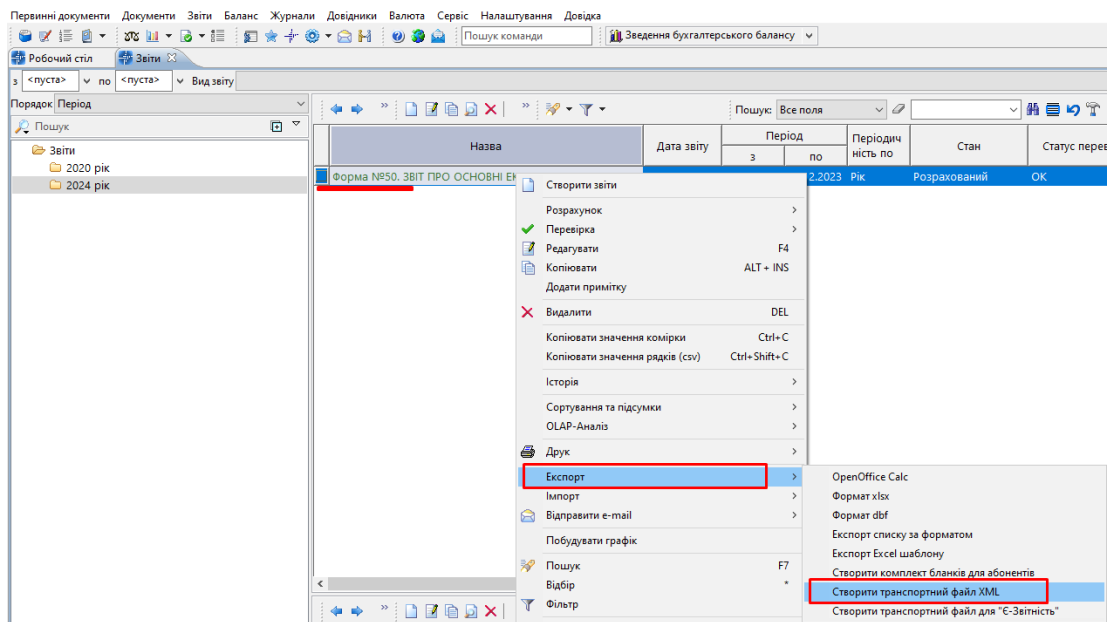 Первинні документи Документи Звіти Баланс Журнали Довідники Валюта Сервіс Налаштування Довідка
Пошук команди Зведення бухгалтерського балансу
Робочий стіл Звіти
з <пуста> по <пуста> Вид звіту
Порядок Період
Пошук: Все поля
Пошук
Звіти
2020 рік
2024 рік
Назва Дата звіту Період Періодич
ність по Стан Статус перев
з по
Форма №50. ЗВІТ ПРО ОСНОВНІ ЕК 2.2023 Рік Розрахований OK
Створити звіти
Розрахунок
Перевірка
Редагувати F4
Копіювати ALT + INS
Додати примітку
Видалити DEL
Копіювати значення комірки Ctrl+C
Копіювати значення рядків (csv) Ctrl+Shift+C
Історія
Сортування та підсумки
OLAP-Аналіз
Друк
Експорт
Імпорт
Відправити e-mail
Побудувати графік
Пошук F7
Відбір *
Фільтр
OpenOffice Calc
Формат xlsx
Формат dbf
Експорт списку за форматом
Експорт Excel шаблону
Створити комплект бланків для абонентів
Створити транспортний файл XML
Створити транспортний файл для "Є-Звітність"